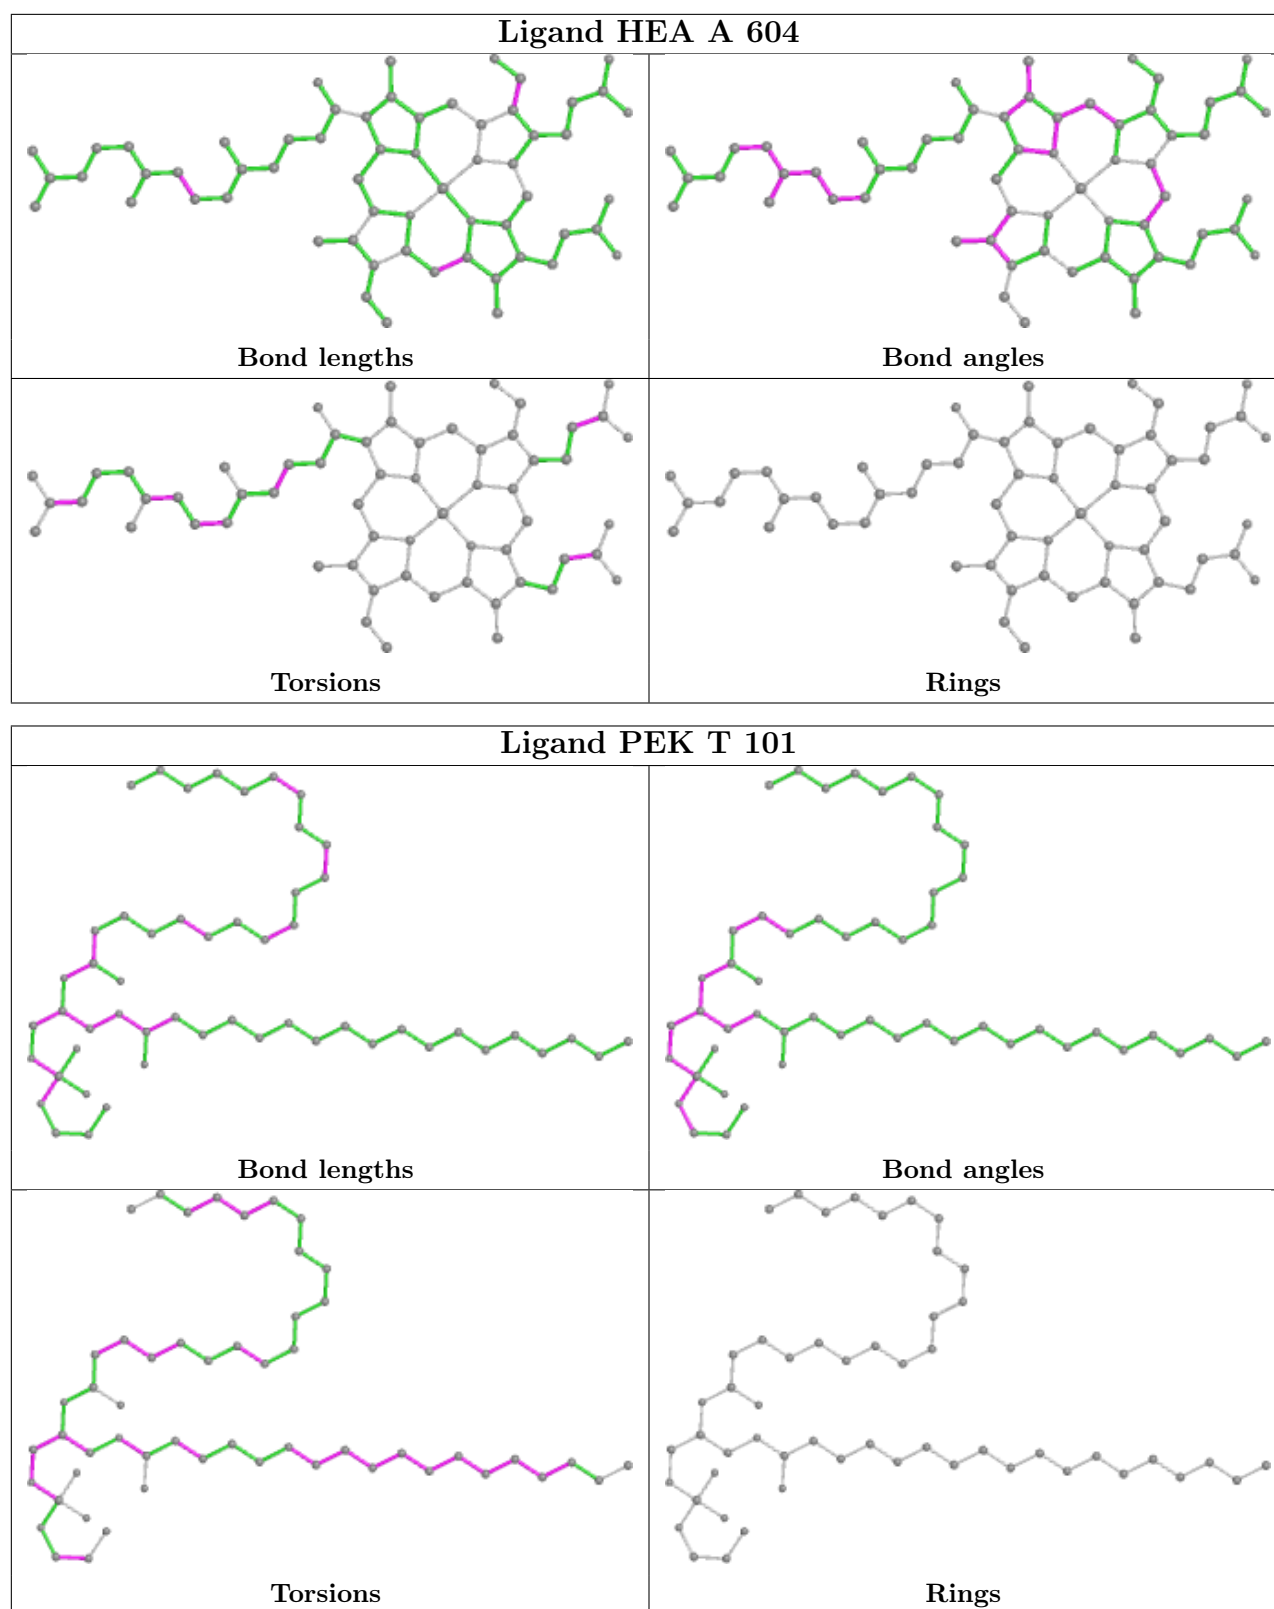 Ligand HEA A 604
Bond lengths
Bond angles
Torsions
Rings
Ligand PEK T 101
Bond lengths
Bond angles
Torsions
Rings